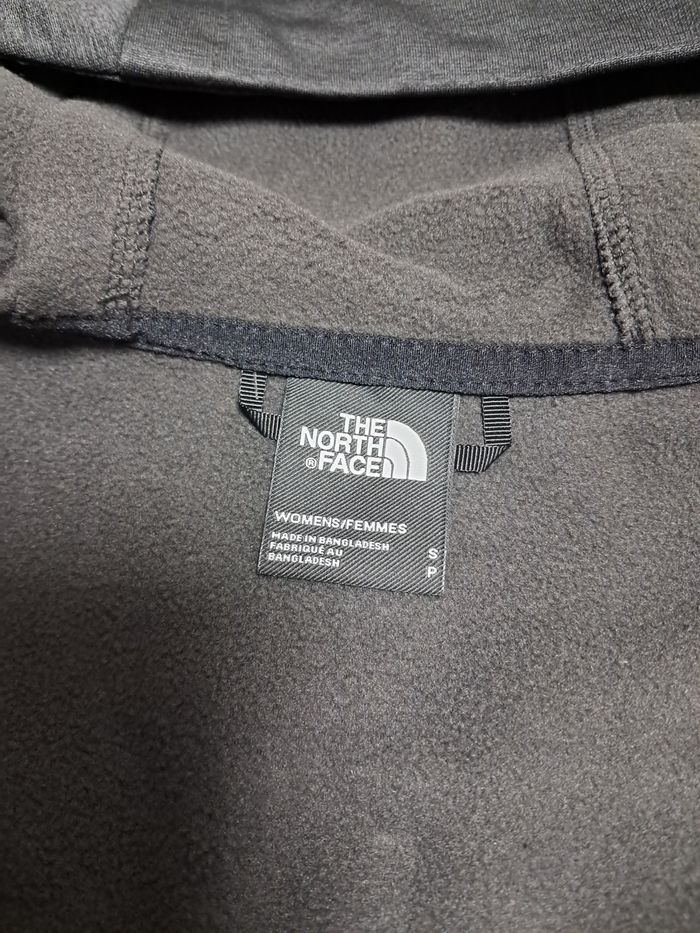 THE
NORTH
®FACE
WOMENS/FEMMES
MADE IN BANGLADESH
FABRIQUÉ AU
BANGLADESH
S
P